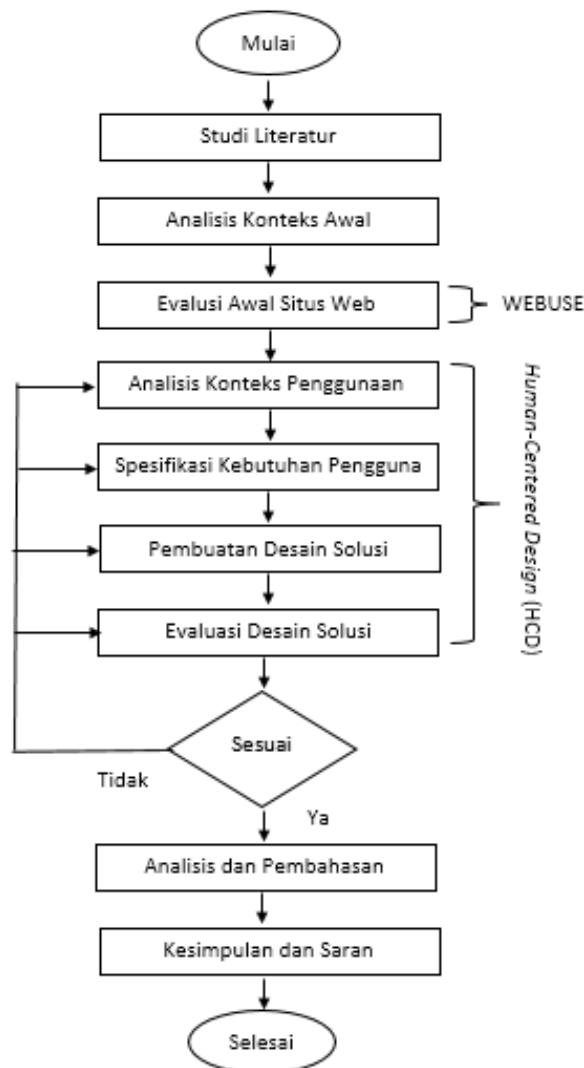 Mulai
Studi Literatur
Analisis Konteks Awal
Evalusi Awal Situs Web
WEBUSE
Analisis Konteks Penggunaan
Spesifikasi Kebutuhan Pengguna
Pembuatan Desain Solusi
Evaluasi Desain Solusi
Human-Centered Design (HCD)
Sesuai
Tidak
Ya
Analisis dan Pembahasan
Kesimpulan dan Saran
Selesai